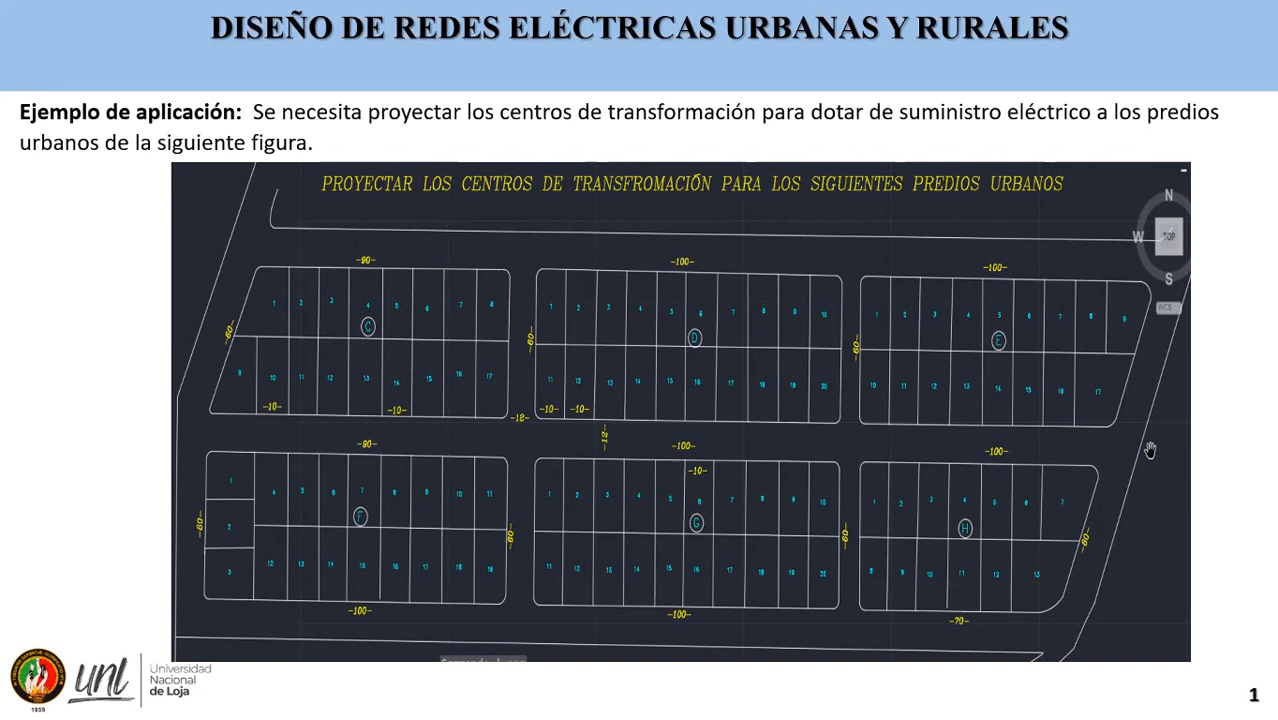 DISEÑO DE REDES ELÉCTRICAS URBANAS Y RURALES
Ejemplo de aplicación: Se necesita proyectar los centros de transformación para dotar de suministro eléctrico a los predios
urbanos de la siguiente figura.
PROYECTAR LOS CENTROS DE TRANSFROMACIÓN PARA LOS SIGUIENTES PREDIOS URBANOS
N
W TOP
S
WCS
-90- -100- -100-
1 2 3 4 5 6 7 8 1 2 3 4 5 6 7 8 9 10 1 2 3 4 5 6 7 8 9
C D E
-60- -60- -60-
9 10 11 12 13 14 15 16 17 11 12 13 14 15 16 17 18 19 20 10 11 12 13 14 15 16 17
-10- -10- -12- -10- -10-
-12-
-90- -100- -100-
-10-
1 4 5 6 7 8 9 10 11 1 2 3 4 5 6 7 8 9 10 1 2 3 4 5 6 7
F G H
-60- 2 -60- -60- -60-
3 12 13 14 15 16 17 18 19 11 12 13 14 15 16 17 18 19 20 8 9 10 11 12 13
-100- -100- -70-
1859
unl
Universidad
Nacional
de Loja
1